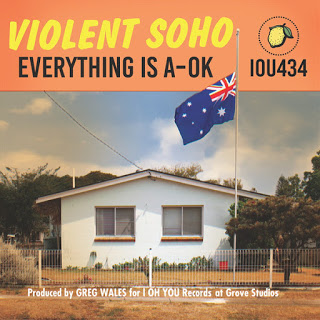 VIOLENT SOHO
EVERYTHING IS A-OK
IOU434
Produced by GREG WALES for I OH YOU Records at Grove Studios